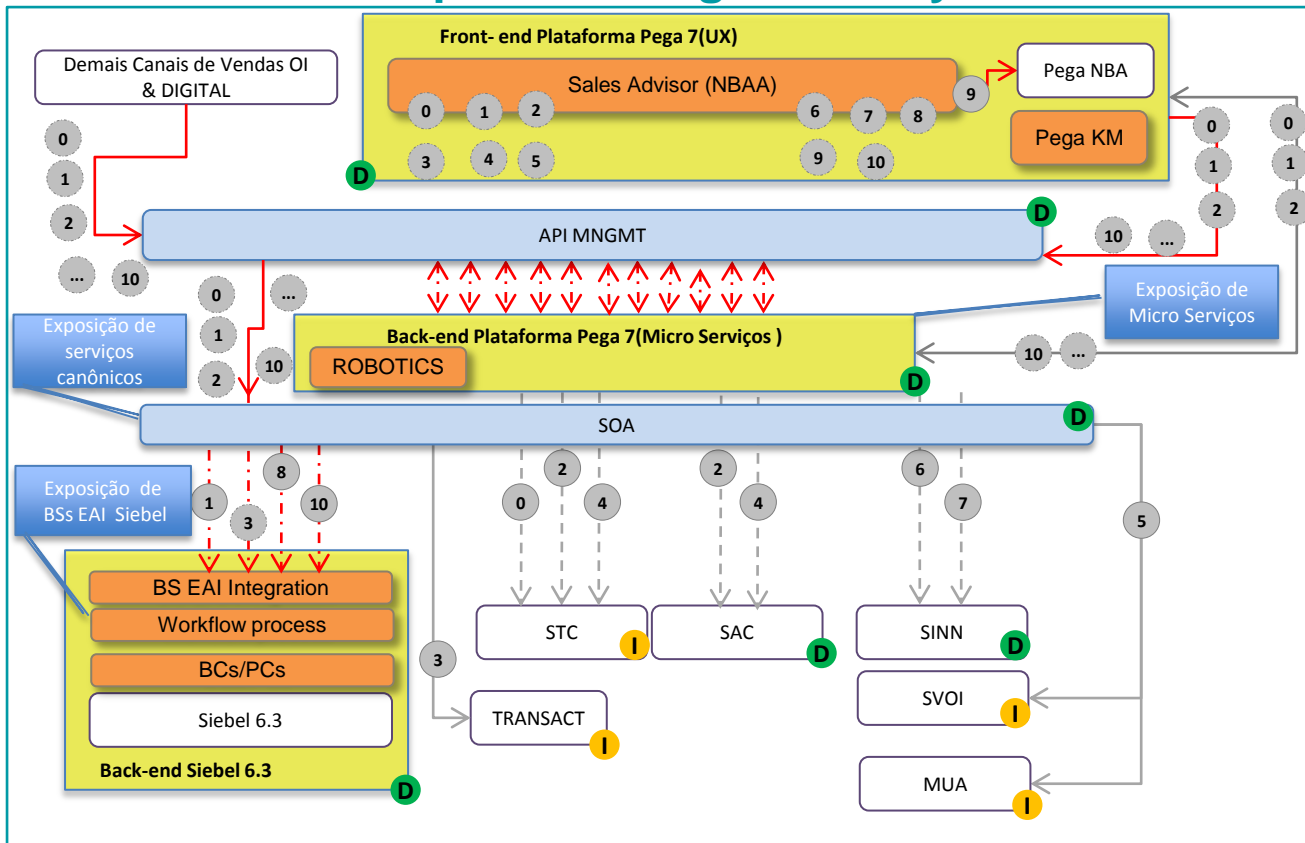 Front- end Plataforma Pega 7(UX)
Demais Canais de Vendas OI
& DIGITAL
Sales Advisor (NBAA)
Pega NBA
Pega KM
0
1
2
6
7
8
9
3
4
5
9
10
D
0
1
2
...
10
0
1
2
10
...
0
1
2
API MNGMT
D
Exposição de
Micro Serviços
0
1
2
...
10
Exposição de
serviços
canônicos
Back-end Plataforma Pega 7(Micro Serviços )
ROBOTICS
D
10
...
SOA
D
Exposição de
BSs EAI Siebel
1
3
8
10
0
2
4
2
4
6
7
5
3
BS EAI Integration
Workflow process
BCs/PCs
Siebel 6.3
Back-end Siebel 6.3
D
STC
I
SAC
D
SINN
D
TRANSACT
I
SVOI
I
MUA
I